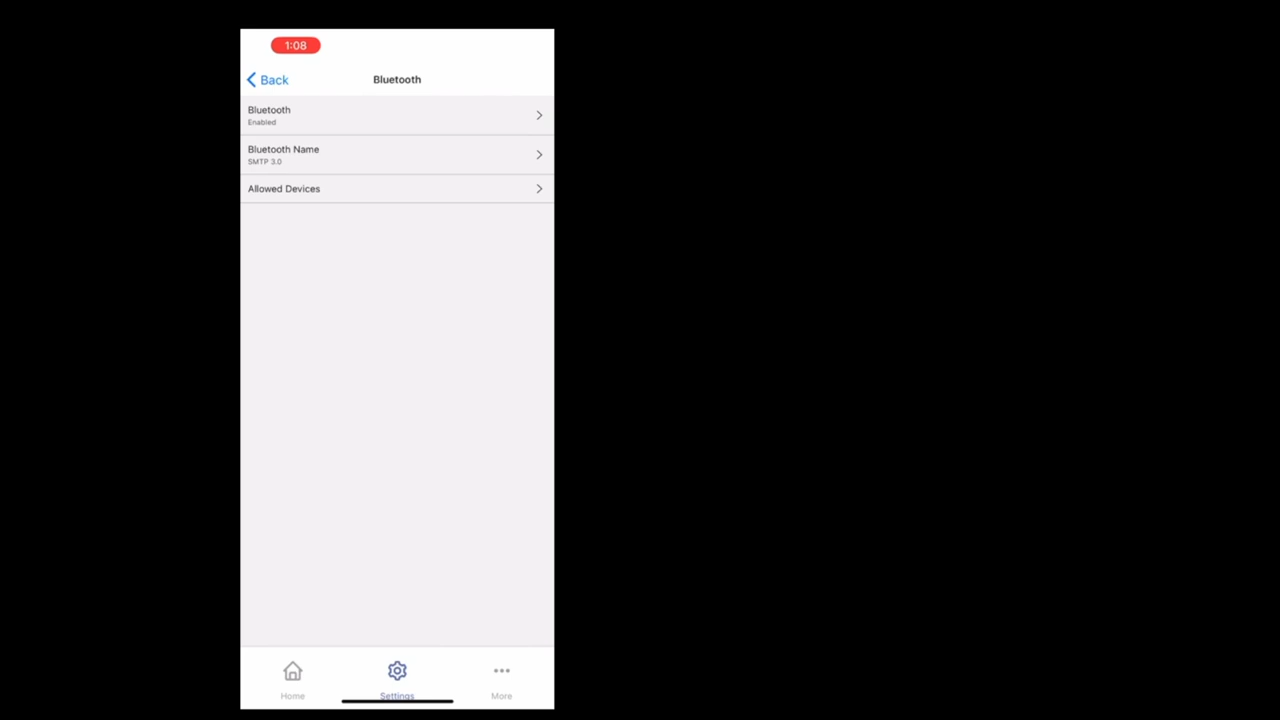 1:08
Back
Bluetooth
Bluetooth
Enabled
Bluetooth Name
SMTP 3.0
Allowed Devices
Home
Settings
More